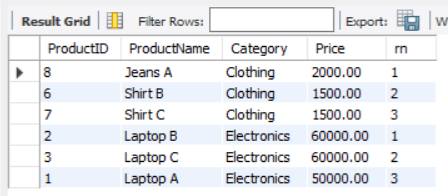 Result Grid Filter Rows: Export: W
ProductID ProductName Category Price rn
8 Jeans A Clothing 2000.00 1
6 Shirt B Clothing 1500.00 2
7 Shirt C Clothing 1500.00 3
2 Laptop B Electronics 60000.00 1
3 Laptop C Electronics 60000.00 2
1 Laptop A Electronics 50000.00 3